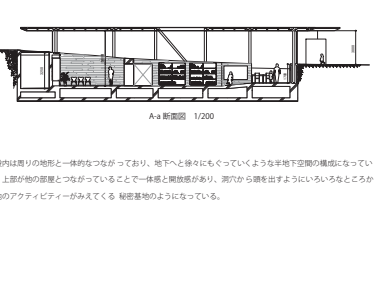 A-a 断面図 1/200
内は周りの地形と一体的なつながっており、地下へと徐々にもぐっていくような半地下空間の構成になってい
上部が他の部屋とつながっていることで一体感と開放感があり、洞穴から頭を出すようにいろいろなところか
のアクティビティーがみえてくる 秘密基地のようになっている。